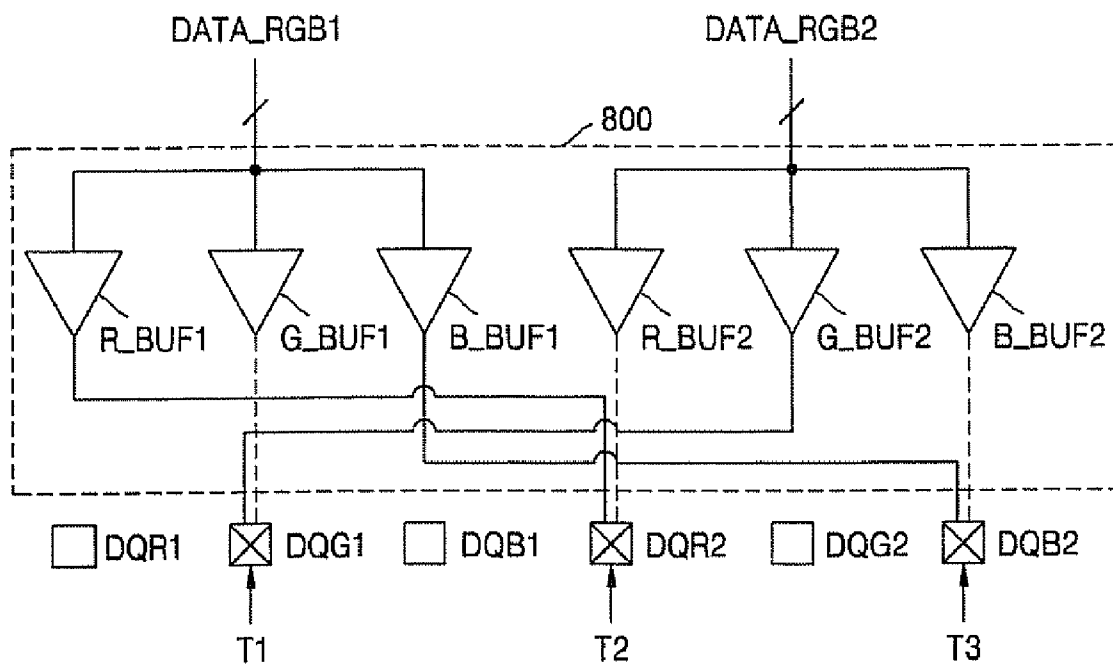 DATA_RGB1 DATA_RGB2
800
R_BUF1 G_BUF1 B_BUF1 R_BUF2 G_BUF2 B_BUF2
DQR1 DQG1 DQB1 DQR2 DQG2 DQB2
T1 T2 T3